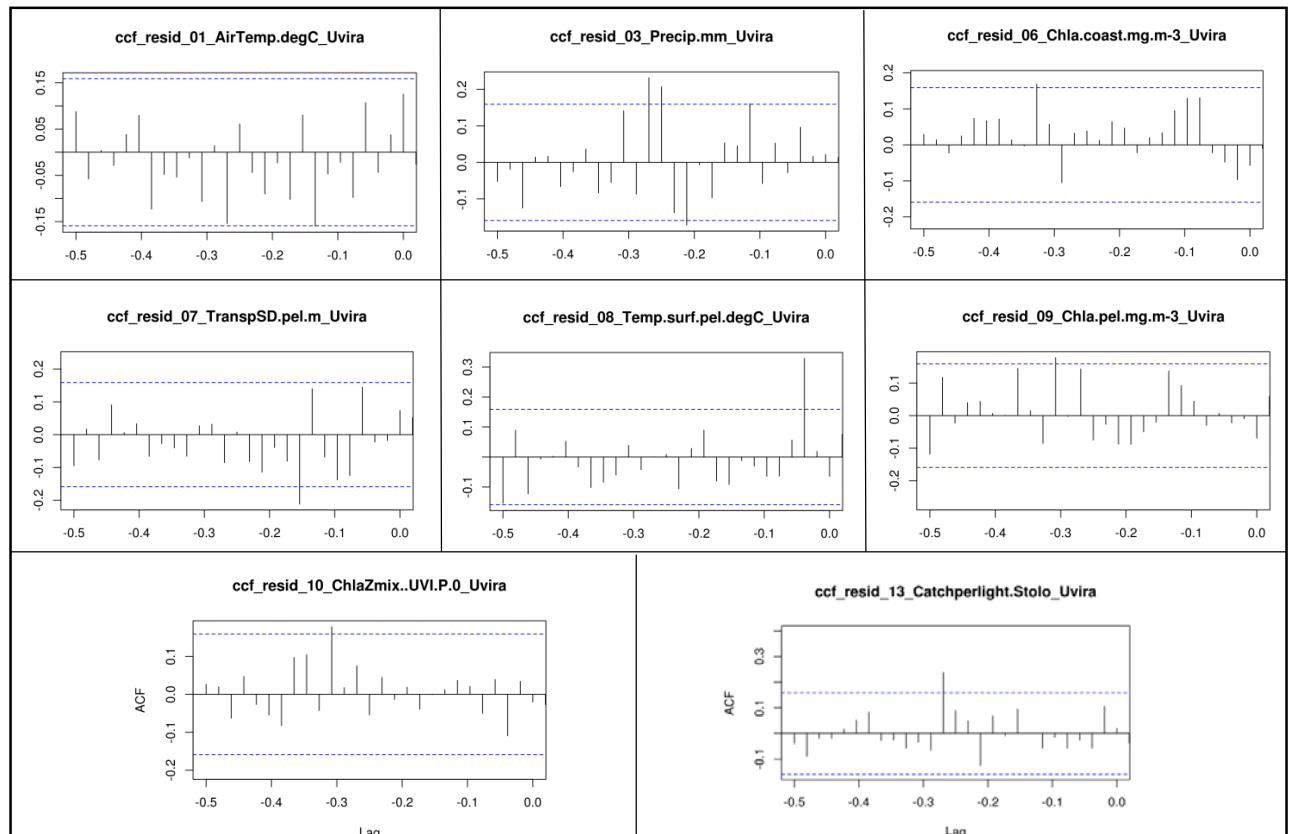 ccf_resid_01_AirTemp.degC_Uvira
ccf_resid_03_Precip.mm_Uvira
ccf_resid_06_Chla.coast.mg.m-3_Uvira
0.15
0.05
-0.05
-0.15
-0.5 -0.4 -0.3 -0.2 -0.1 0.0
0.2
0.1
0.0
-0.1
-0.5 -0.4 -0.3 -0.2 -0.1 0.0
0.2
0.1
0.0
-0.1
-0.2
-0.5 -0.4 -0.3 -0.2 -0.1 0.0
ccf_resid_07_TranspSD.pel.m_Uvira
ccf_resid_08_Temp.surf.pel.degC_Uvira
ccf_resid_09_Chla.pel.mg.m-3_Uvira
0.2
0.1
0.0
-0.1
-0.2
-0.5 -0.4 -0.3 -0.2 -0.1 0.0
0.3
0.2
0.1
-0.1
-0.5 -0.4 -0.3 -0.2 -0.1 0.0
0.1
0.0
-0.1
-0.2
-0.5 -0.4 -0.3 -0.2 -0.1 0.0
ccf_resid_10_ChlaZmix..UVI.P.0_Uvira
ccf_resid_13_Catchperlight.Stolo_Uvira
ACF
0.1
0.0
-0.1
-0.2
-0.5 -0.4 -0.3 -0.2 -0.1 0.0
Lag
ACF
0.3
0.1
-0.1
-0.5 -0.4 -0.3 -0.2 -0.1 0.0
Lag